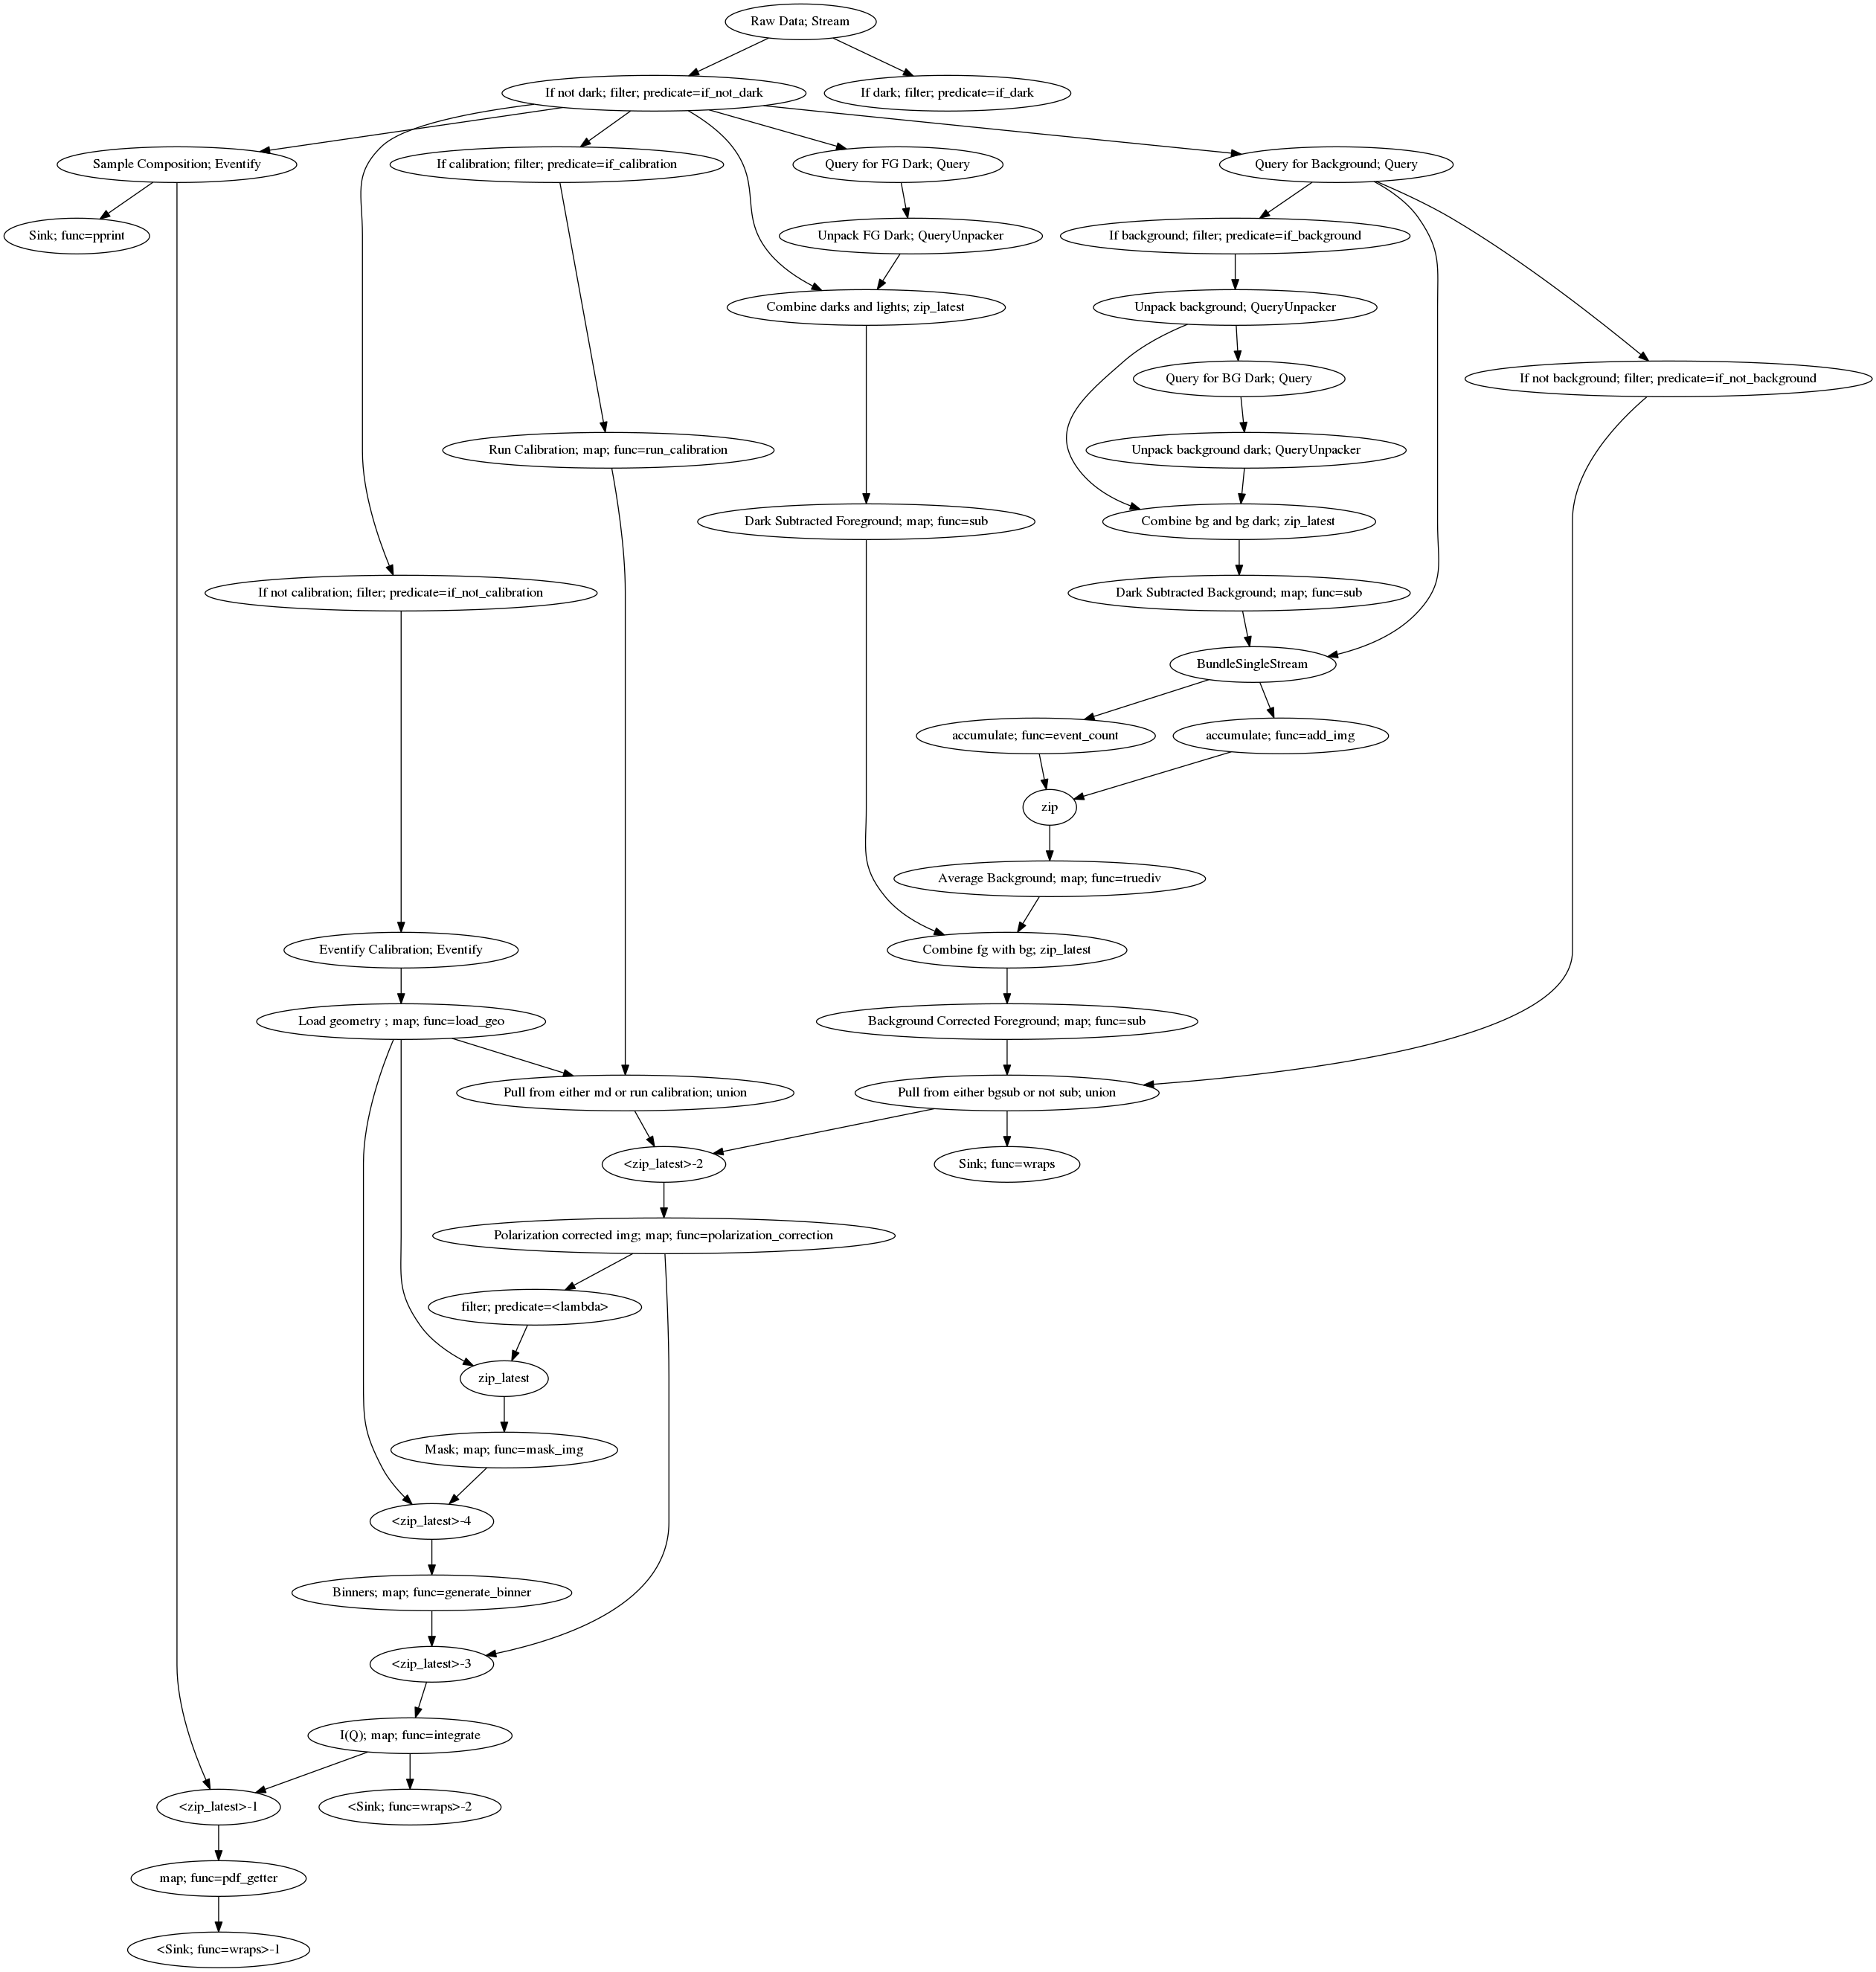 Raw Data; Stream
If not dark; filter; predicate=if_not_dark
If dark; filter; predicate=if_dark
Sample Composition; Eventify
If calibration; filter; predicate=if_calibration
Query for FG Dark; Query
Query for Background; Query
Sink; func=pprint
Unpack FG Dark; QueryUnpacker
If background; filter; predicate=if_background
Combine darks and lights; zip_latest
Unpack background; QueryUnpacker
Query for BG Dark; Query
If not background; filter; predicate=if_not_background
Run Calibration; map; func=run_calibration
Unpack background dark; QueryUnpacker
Dark Subtracted Foreground; map; func=sub
Combine bg and bg dark; zip_latest
If not calibration; filter; predicate=if_not_calibration
Dark Subtracted Background; map; func=sub
BundleSingleStream
accumulate; func=event_count
accumulate; func=add_img
zip
Average Background; map; func=truediv
Eventify Calibration; Eventify
Combine fg with bg; zip_latest
Load geometry ; map; func=load_geo
Background Corrected Foreground; map; func=sub
Pull from either md or run calibration; union
Pull from either bgsub or not sub; union
<zip_latest>-2
Sink; func=wraps
Polarization corrected img; map; func=polarization_correction
filter; predicate=<lambda>
zip_latest
Mask; map; func=mask_img
<zip_latest>-4
Binners; map; func=generate_binner
<zip_latest>-3
I(Q); map; func=integrate
<zip_latest>-1
<Sink; func=wraps>-2
map; func=pdf_getter
<Sink; func=wraps>-1